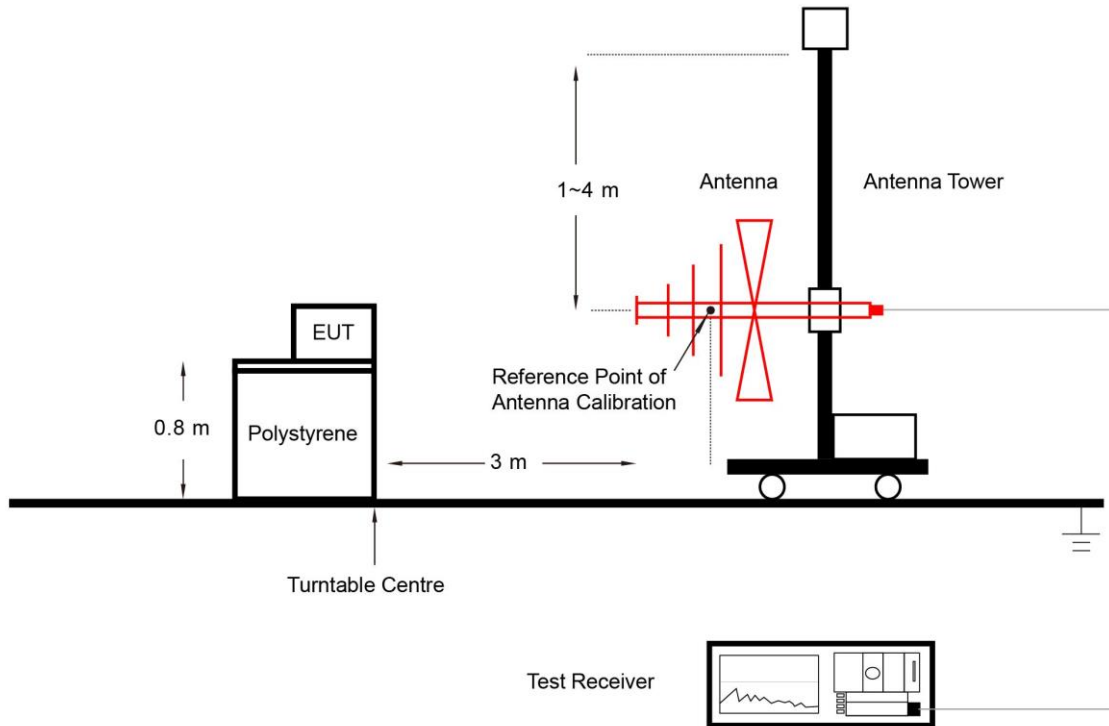 1~4 m
Antenna
Antenna Tower
EUT
Reference Point of
Antenna Calibration
0.8 m
Polystyrene
3 m
Turntable Centre
Test Receiver